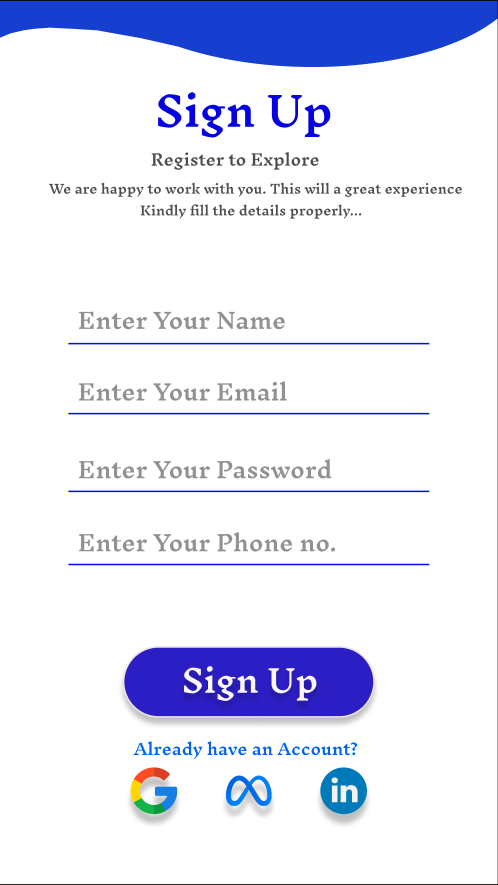 Sign Up
Register to Explore
We are happy to work with you. This will a great experience
Kindly fill the details properly...
Enter Your Name
Enter Your Email
Enter Your Password
Enter Your Phone no.
Sign Up
Already have an Account?
in